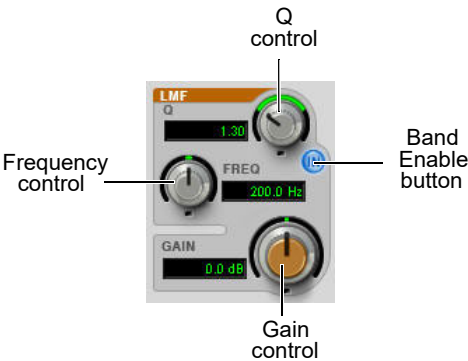 Q
control
LMF
Q
1.30
IN
Band
Enable
button
Frequency
control
FREQ
200.0 Hz
GAIN
0.0 dB
Gain
control